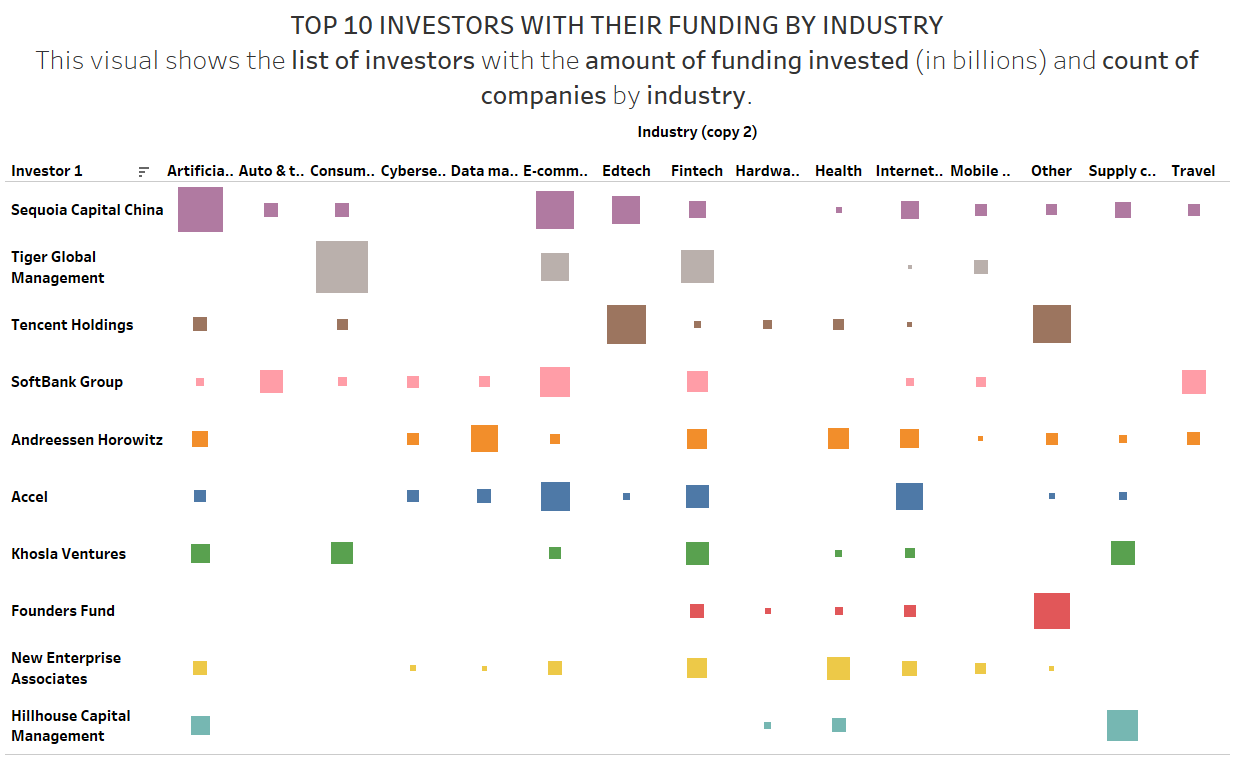 TOP 10 INVESTORS WITH THEIR FUNDING BY INDUSTRY
This visual shows the list of investors with the amount of funding invested (in billions) and count of
companies by industry.
Industry (copy 2)
Investor 1 Artificia.. Auto & t.. Consum.. Cyberse.. Data ma.. E-comm.. Edtech Fintech Hardwa.. Health Internet.. Mobile .. Other Supply c.. Travel
Sequoia Capital China
Tiger Global
Management
Tencent Holdings
SoftBank Group
Andreessen Horowitz
Accel
Khosla Ventures
Founders Fund
New Enterprise
Associates
Hillhouse Capital
Management